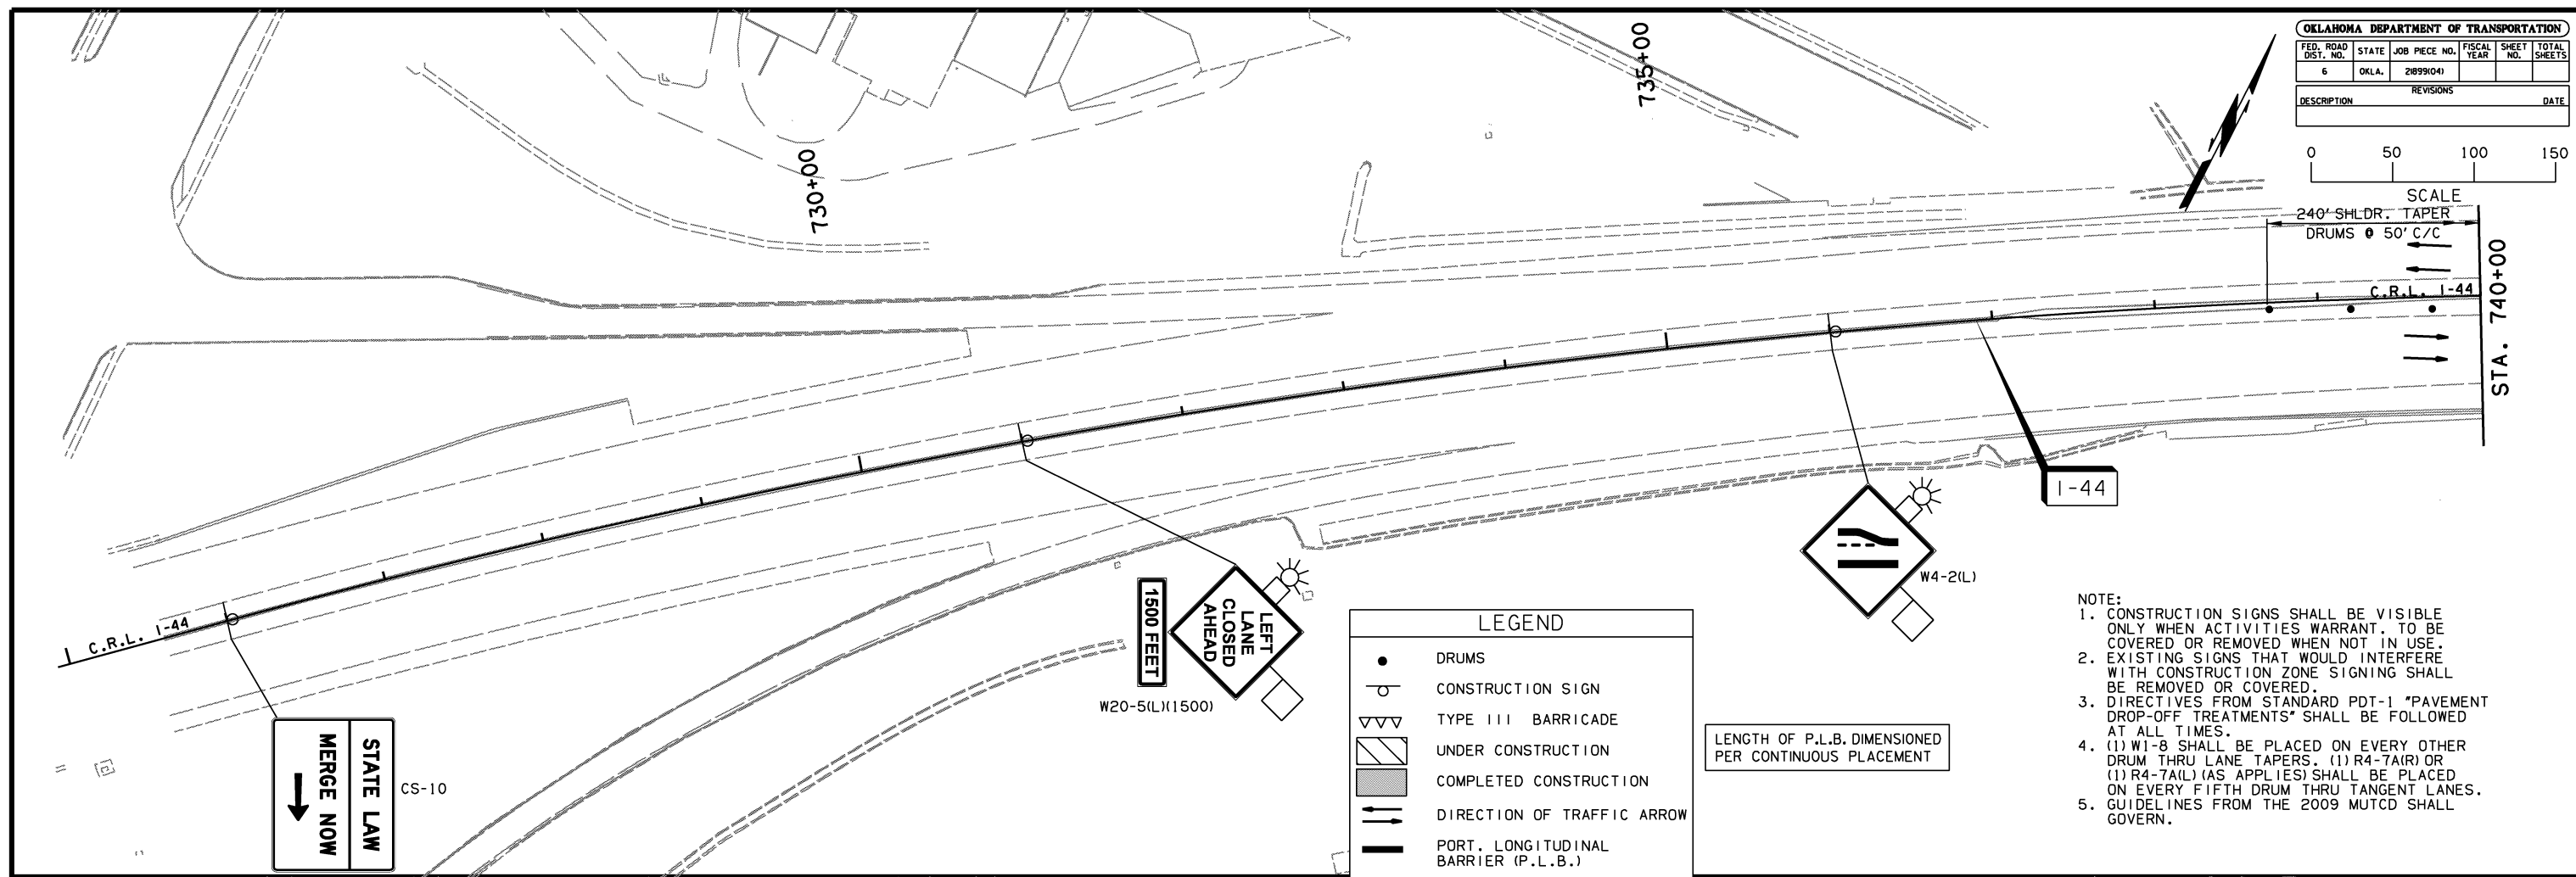 OKLAHOMA DEPARTMENT OF TRANSPORTATION
FED. ROAD DIST. NO. STATE JOB PIECE NO. FISCAL YEAR SHEET NO. TOTAL SHEETS
6 OKLA. 21899(04)
REVISIONS
DESCRIPTION DATE
0 50 100 150
SCALE
240' SHLDR. TAPER
DRUMS @ 50' C/C
730+00
735+00
STA. 740+00
C.R.L. I-44
C.R.L. I-44
I-44
STATE LAW
MERGE NOW
CS-10
LEFT
LANE
CLOSED
AHEAD
1500 FEET
W20-5(L)(1500)
W4-2(L)
LEGEND
DRUMS
CONSTRUCTION SIGN
TYPE III BARRICADE
UNDER CONSTRUCTION
COMPLETED CONSTRUCTION
DIRECTION OF TRAFFIC ARROW
PORT. LONGITUDINAL
BARRIER (P.L.B.)
LENGTH OF P.L.B. DIMENSIONED
PER CONTINUOUS PLACEMENT
NOTE:
1. CONSTRUCTION SIGNS SHALL BE VISIBLE
ONLY WHEN ACTIVITIES WARRANT. TO BE
COVERED OR REMOVED WHEN NOT IN USE.
2. EXISTING SIGNS THAT WOULD INTERFERE
WITH CONSTRUCTION ZONE SIGNING SHALL
BE REMOVED OR COVERED.
3. DIRECTIVES FROM STANDARD PDT-1 "PAVEMENT
DROP-OFF TREATMENTS" SHALL BE FOLLOWED
AT ALL TIMES.
4. (1) W1-8 SHALL BE PLACED ON EVERY OTHER
DRUM THRU LANE TAPERS. (1) R4-7A(R) OR
(1) R4-7A(L) (AS APPLIES) SHALL BE PLACED
ON EVERY FIFTH DRUM THRU TANGENT LANES.
5. GUIDELINES FROM THE 2009 MUTCD SHALL
GOVERN.